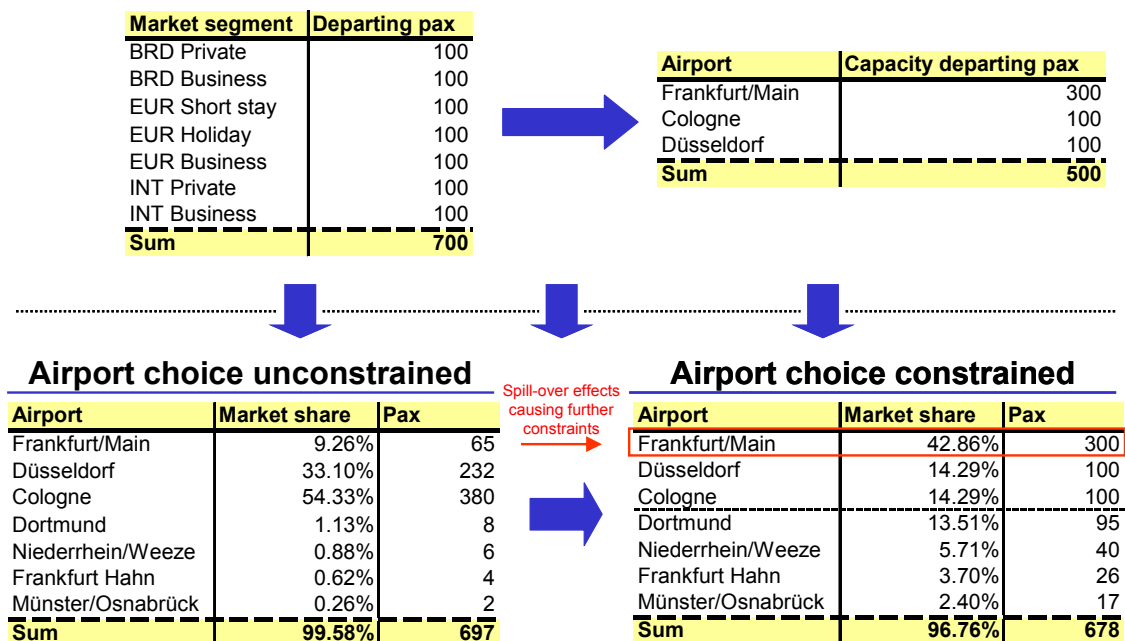 Market segment Departing pax
BRD Private 100
BRD Business 100
EUR Short stay 100
EUR Holiday 100
EUR Business 100
INT Private 100
INT Business 100
Sum 700
Airport Capacity departing pax
Frankfurt/Main 300
Cologne 100
Düsseldorf 100
Sum 500
Airport choice unconstrained
Airport Market share Pax
Frankfurt/Main 9.26% 65
Düsseldorf 33.10% 232
Cologne 54.33% 380
Dortmund 1.13% 8
Niederrhein/Weeze 0.88% 6
Frankfurt Hahn 0.62% 4
Münster/Osnabrück 0.26% 2
Sum 99.58% 697
Spill-over effects
causing further
constraints
Airport choice constrained
Airport Market share Pax
Frankfurt/Main 42.86% 300
Düsseldorf 14.29% 100
Cologne 14.29% 100
Dortmund 13.51% 95
Niederrhein/Weeze 5.71% 40
Frankfurt Hahn 3.70% 26
Münster/Osnabrück 2.40% 17
Sum 96.76% 678